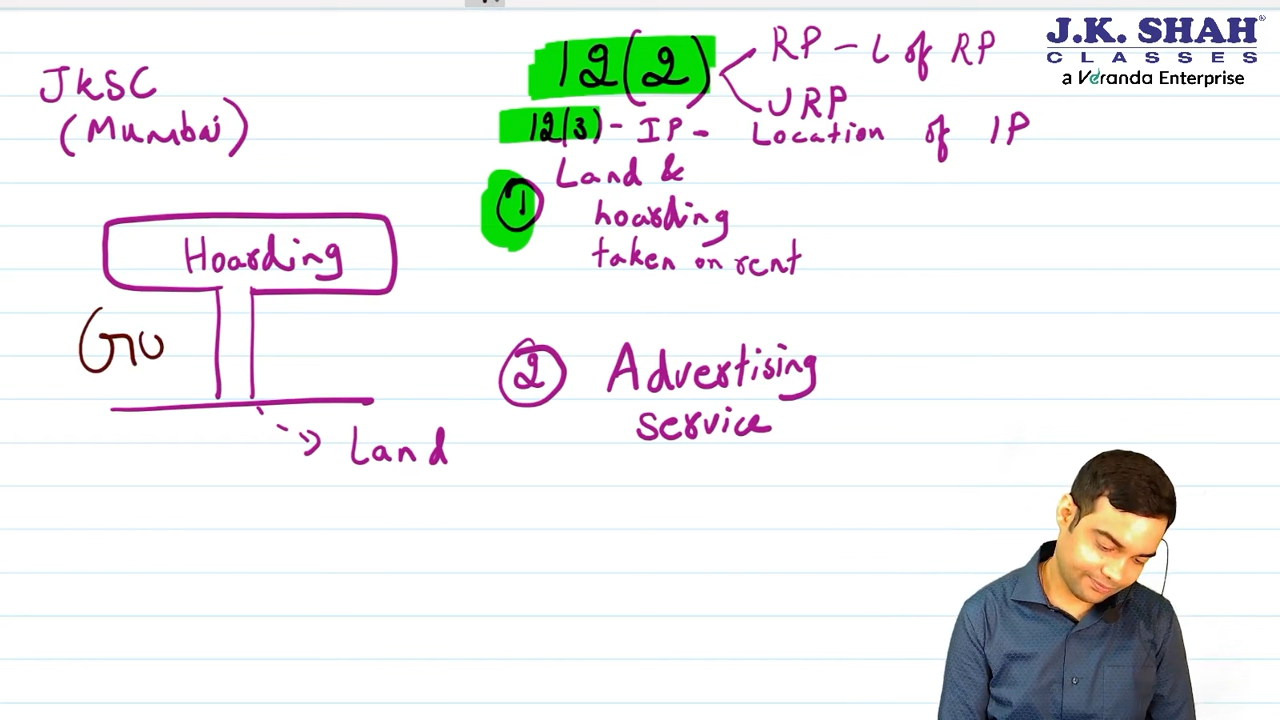 J.K. SHAH®
CLASSES
a Veranda Enterprise
JKSC
(Mumbai)
12(2)
RP - L of RP
URP
12(3) - IP - Location of IP
1 Land &
hoarding
taken on rent
Hoarding
2 Advertising
service
Land